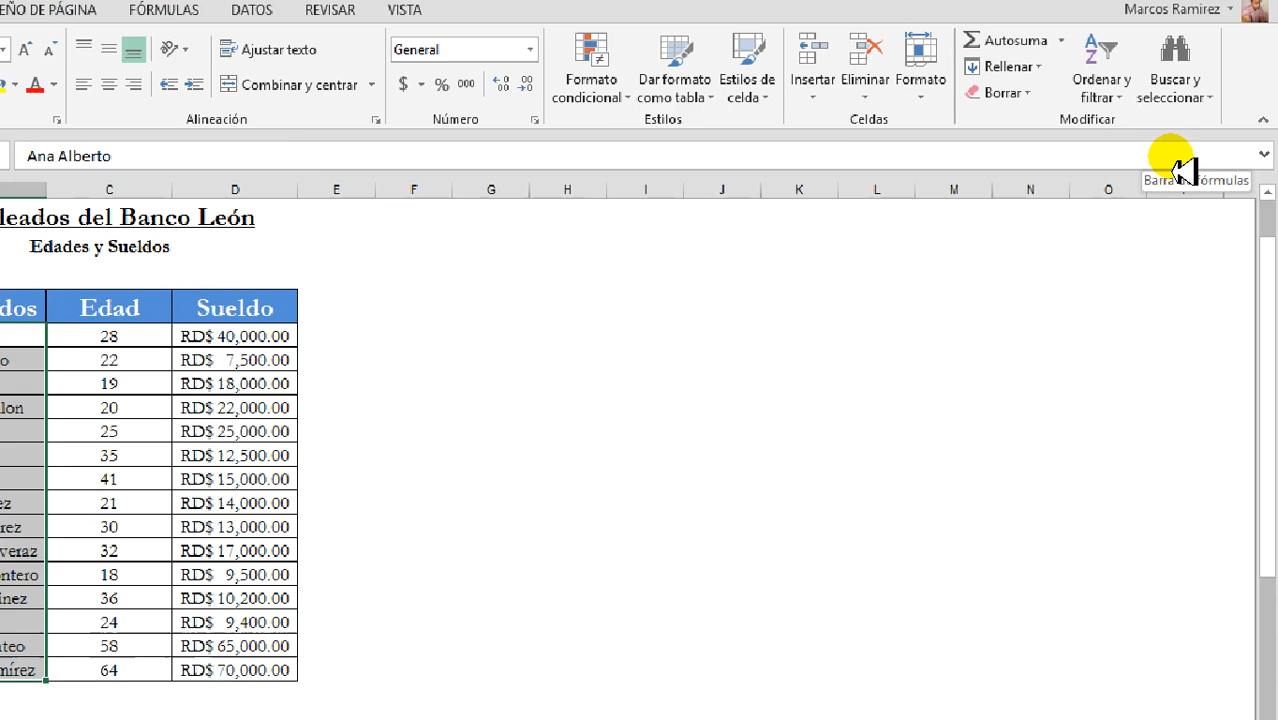 EÑO DE PÁGINA FÓRMULAS DATOS REVISAR VISTA Marcos Ramirez
Ajustar texto General Autosuma
Rellenar
Combinar y centrar $ % 000 Formato condicional Dar formato como tabla Estilos de celda Insertar Eliminar Formato Borrar Ordenar y filtrar Buscar y seleccionar
Alineación Número Estilos Celdas Modificar
Ana Alberto
Barra fórmulas
C D E F G H I J K L M N O
leados del Banco León
Edades y Sueldos
dos Edad Sueldo
28 RD$ 40,000.00
o 22 RD$ 7,500.00
19 RD$ 18,000.00
lon 20 RD$ 22,000.00
25 RD$ 25,000.00
35 RD$ 12,500.00
41 RD$ 15,000.00
ez 21 RD$ 14,000.00
rez 30 RD$ 13,000.00
veraz 32 RD$ 17,000.00
ntero 18 RD$ 9,500.00
inez 36 RD$ 10,200.00
24 RD$ 9,400.00
teo 58 RD$ 65,000.00
mírez 64 RD$ 70,000.00